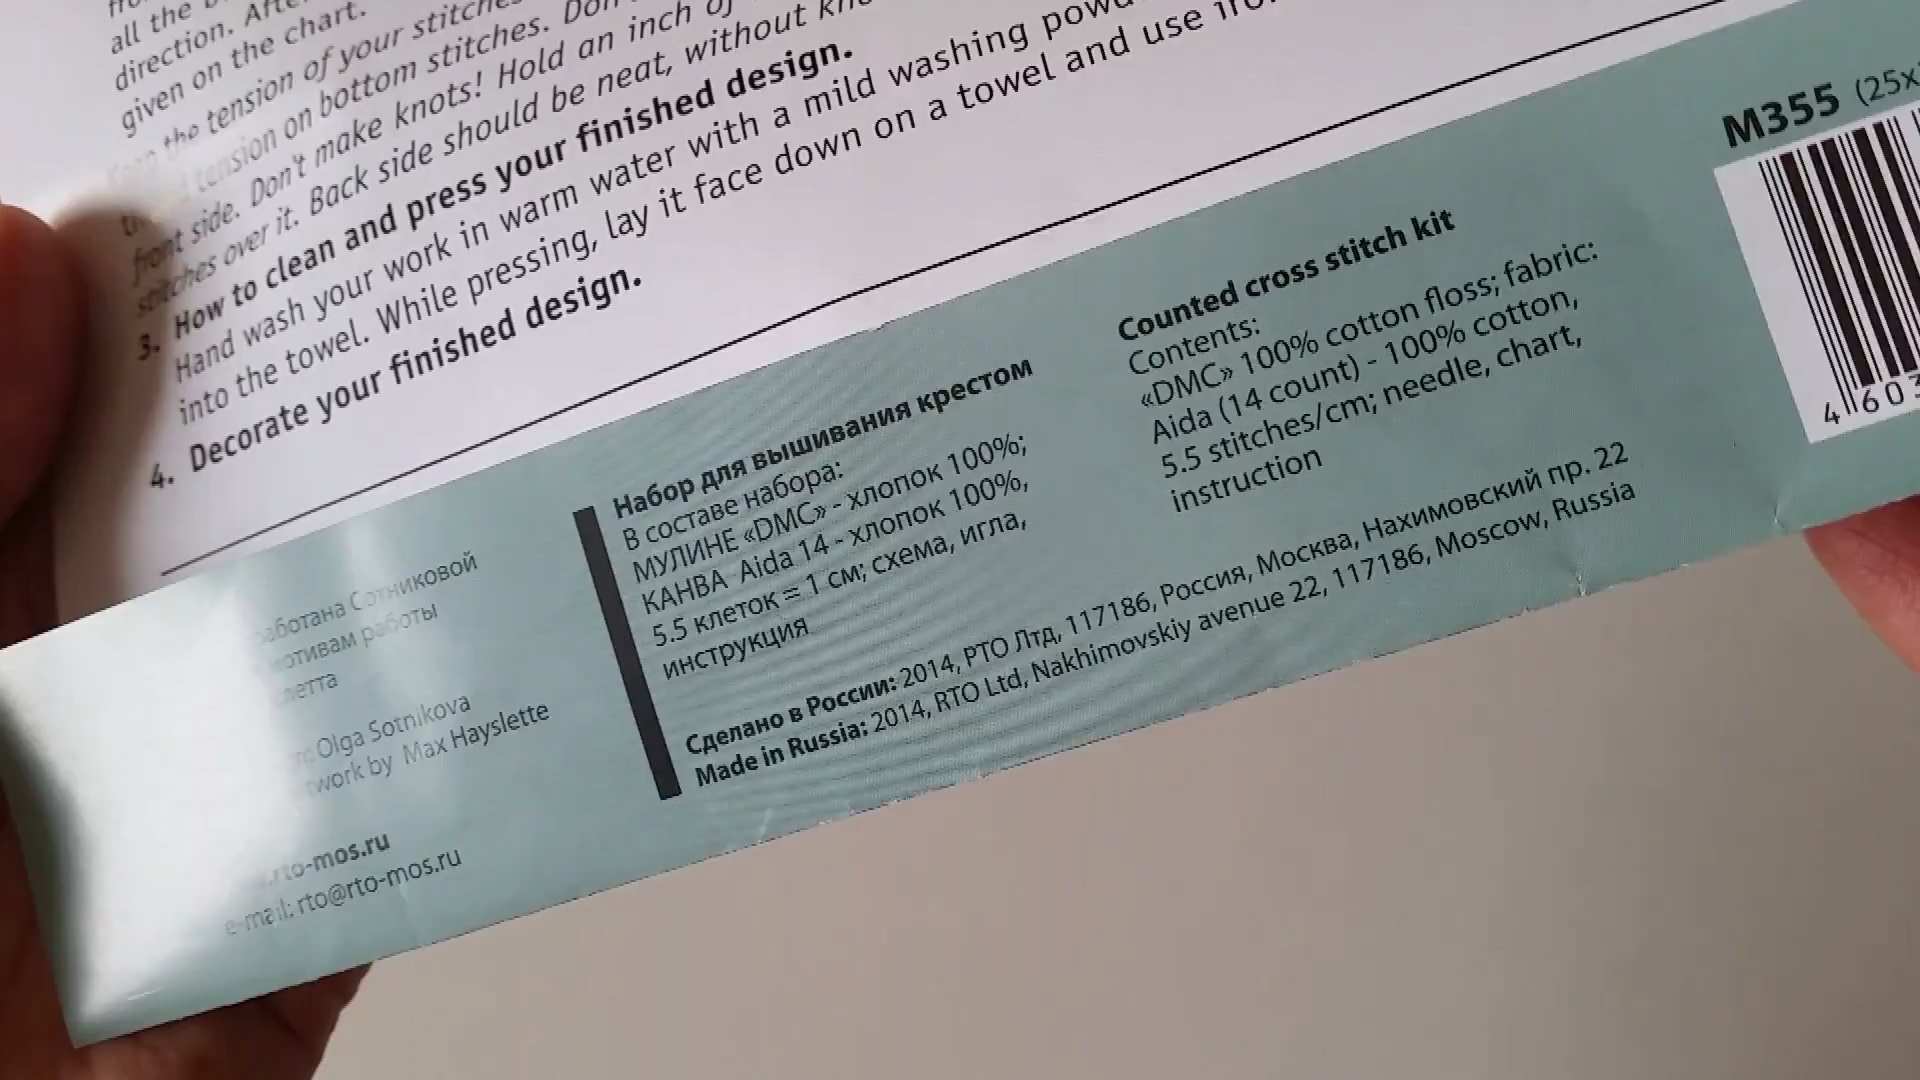 all the
direction.
given on the chart.
the tension of your stitches
tension on bottom stitches.
front side. Don't make knots! Hold an inch of
stitches over it. Back side should be neat, without
3. How to clean and press your finished design.
Hand wash your work in warm water with a mild washing
into the towel. While pressing, lay it face down on a towel and use
4. Decorate your finished design.
Сотниковой
мотивам работы
Olga Sotnikova
by Max Hayslette
rto-mos.ru
e-mail: rto@rto-mos.ru
Набор для вышивания крестом
В составе набора:
МУЛИНЕ «DMC» - хлопок 100%;
КАНВА Aida 14 - хлопок 100%,
5.5 клеток = 1 см; схема, игла,
инструкция
Counted cross stitch kit
Contents:
«DMC» 100% cotton floss; fabric:
Aida (14 count) - 100% cotton,
5.5 stitches/cm; needle, chart,
instruction
Сделано в России: 2014, РТО Лтд, 117186, Россия, Москва, Нахимовский пр. 22
Made in Russia: 2014, RTO Ltd, Nakhimovskiy avenue 22, 117186, Moscow, Russia
M355 (25x
4 603